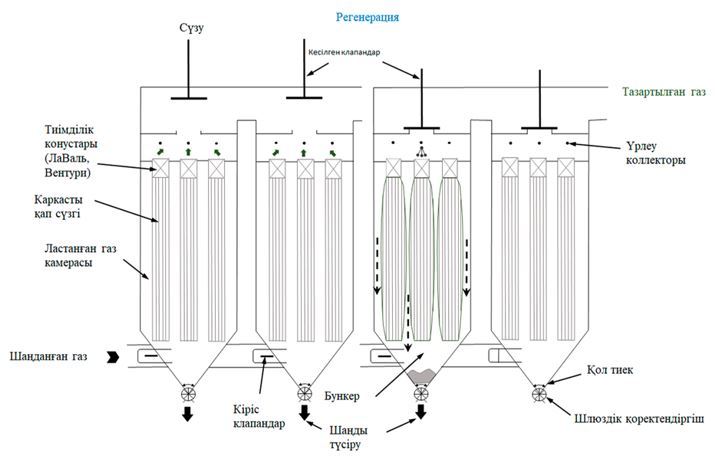 Регенерация
Сүзу
Кесілген клапандар
Тазартылған газ
Тиімділік
конустары
(ЛаВаль,
Вентури)
Үрлеу
коллекторы
Каркасты
қап сүзгі
Ластанған газ
камерасы
Шаңданған газ
Қол тиек
Бункер
Кіріс
клапандар
Шаңды
түсіру
Шлюздік қоректендіргіш